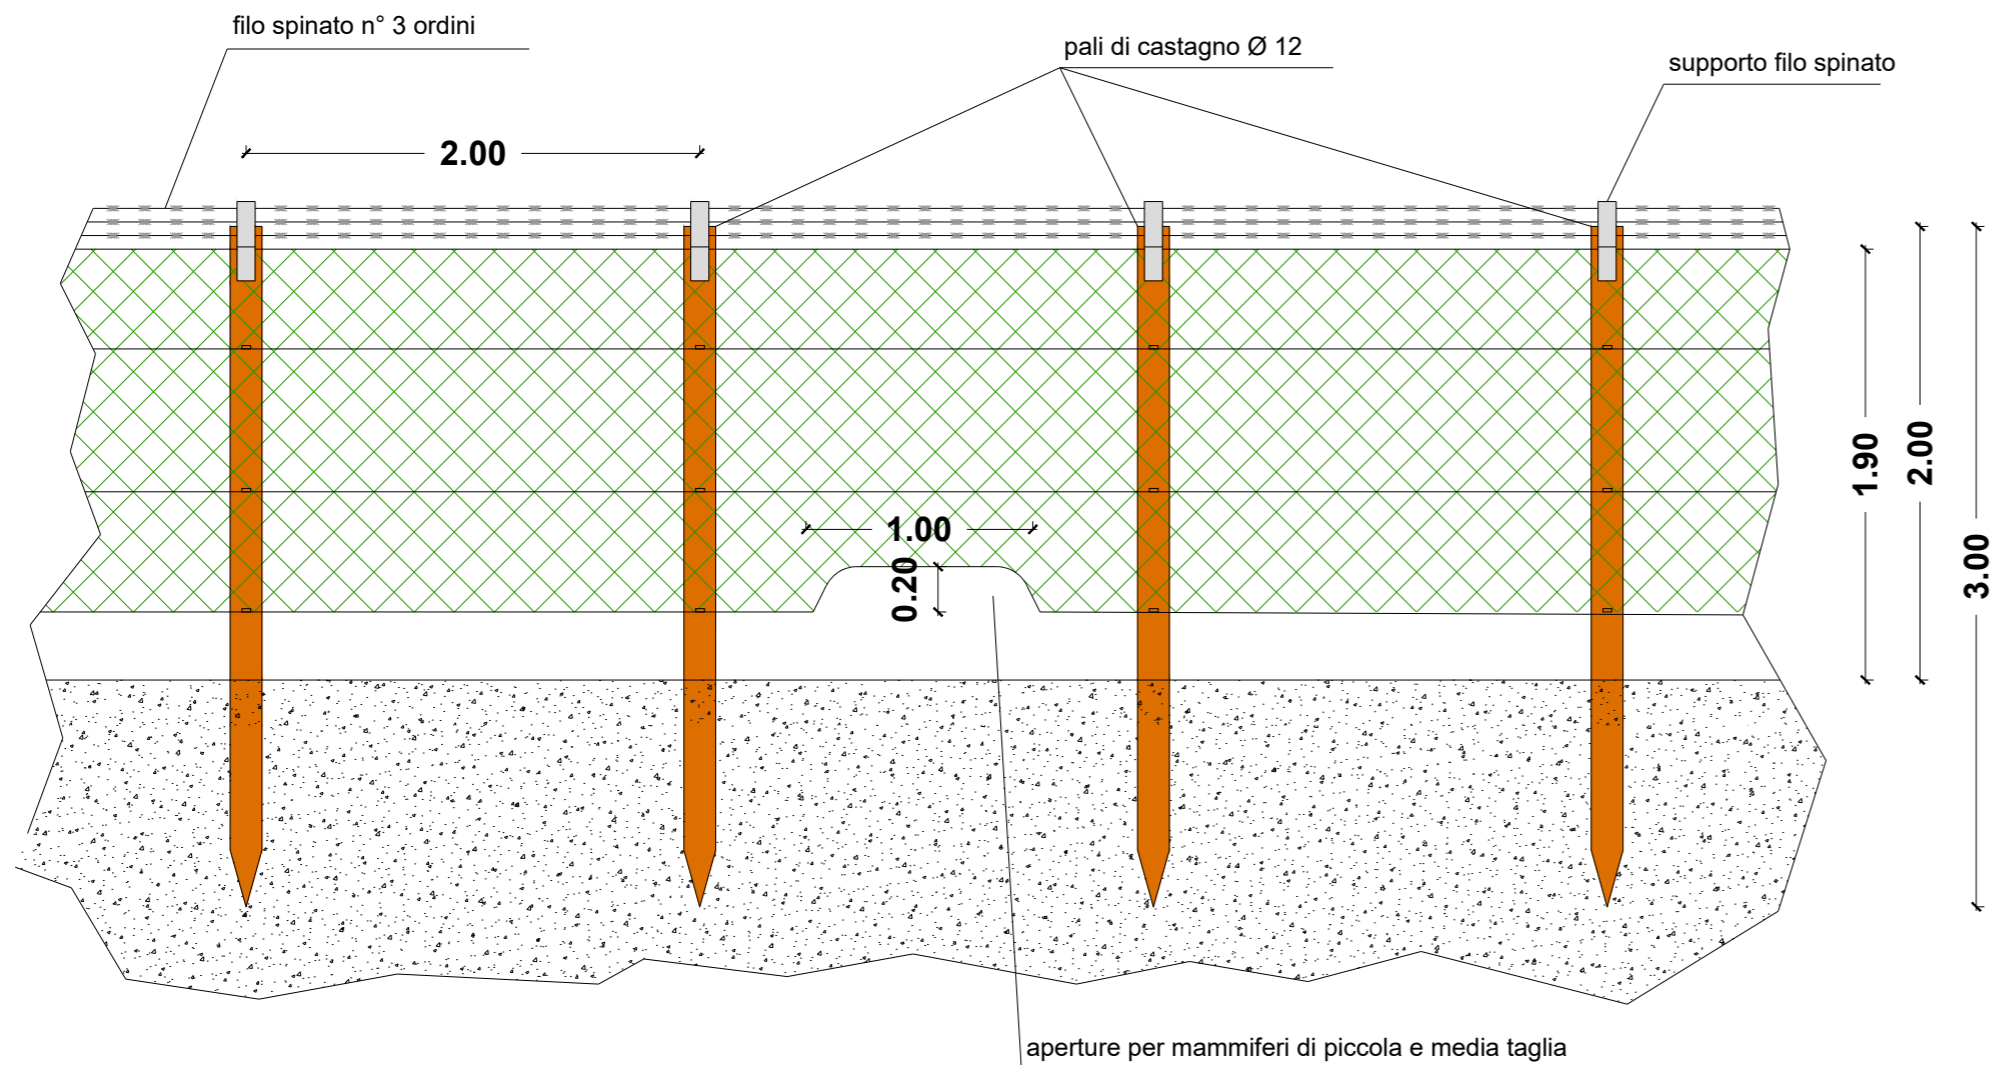 filo spinato n° 3 ordini
pali di castagno Ø 12
supporto filo spinato
2.00
1.90
2.00
3.00
1.00
0.20
aperture per mammiferi di piccola e media taglia